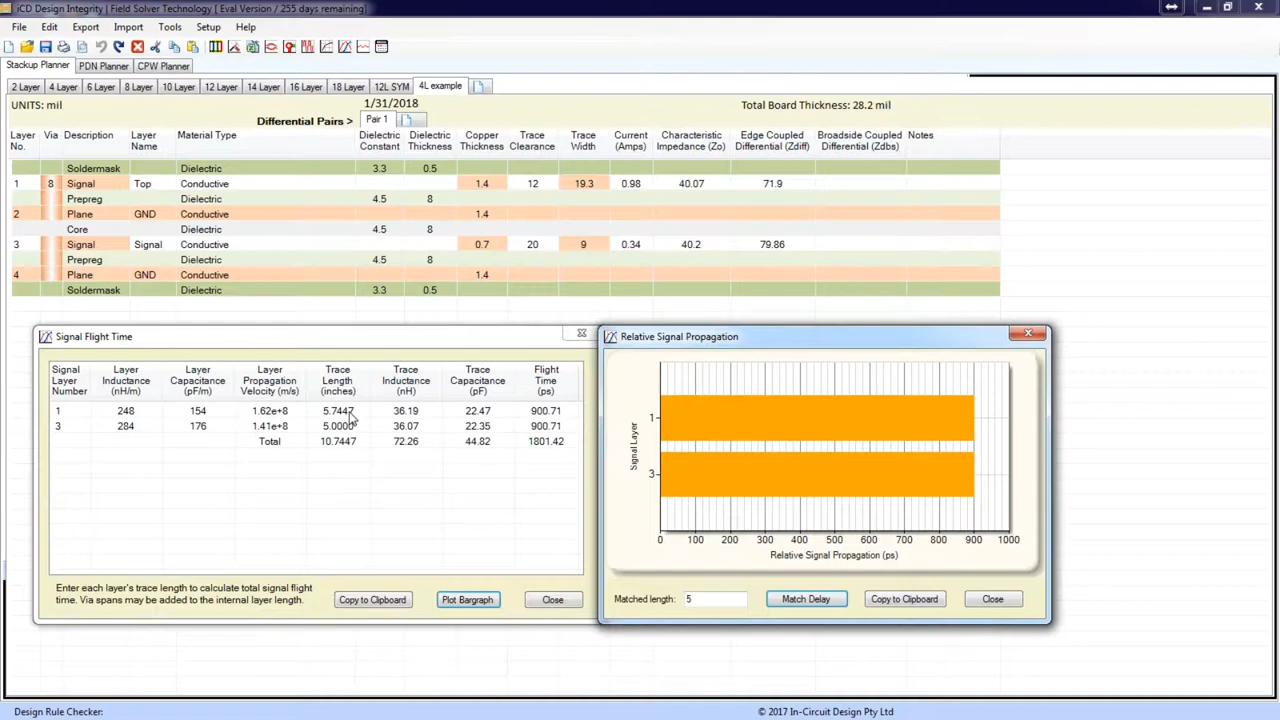 iCD Design Integrity | Field Solver Technology [ Eval Version / 255 days remaining]
File Edit Export Import Tools Setup Help
Stackup Planner PDN Planner CPW Planner
2 Layer 4 Layer 6 Layer 8 Layer 10 Layer 12 Layer 14 Layer 16 Layer 18 Layer 12L SYM 4L example
UNITS: mil 1/31/2018 Total Board Thickness: 28.2 mil
Differential Pairs > Pair 1
Layer Via Description Layer Material Type Dielectric Dielectric Copper Trace Trace Current Characteristic Edge Coupled Broadside Coupled Notes
No. Name Constant Thickness Thickness Clearance Width (Amps) Impedance (Zo) Differential (Zdiff) Differential (Zdbs)
Soldermask Dielectric 3.3 0.5
1 8 Signal Top Conductive 1.4 12 19.3 0.98 40.07 71.9
Prepreg Dielectric 4.5 8
2 Plane GND Conductive 1.4
Core Dielectric 4.5 8
3 Signal Signal Conductive 0.7 20 9 0.34 40.2 79.86
Prepreg Dielectric 4.5 8
4 Plane GND Conductive 1.4
Soldermask Dielectric 3.3 0.5
Signal Flight Time
Signal Layer Layer Layer Trace Trace Trace Flight
Layer Inductance Capacitance Propagation Length Inductance Capacitance Time
Number (nH/m) (pF/m) Velocity (m/s) (inches) (nH) (pF) (ps)
1 248 154 1.62e+8 5.7447 36.19 22.47 900.71
3 284 176 1.41e+8 5.0000 36.07 22.35 900.71
Total 10.7447 72.26 44.82 1801.42
Enter each layer's trace length to calculate total signal flight
time. Via spans may be added to the internal layer length.
Copy to Clipboard Plot Bargraph Close
Relative Signal Propagation
Signal Layer
1
3
0 100 200 300 400 500 600 700 800 900 1000
Relative Signal Propagation (ps)
Matched length: 5 Match Delay Copy to Clipboard Close
Design Rule Checker: © 2017 In-Circuit Design Pty Ltd